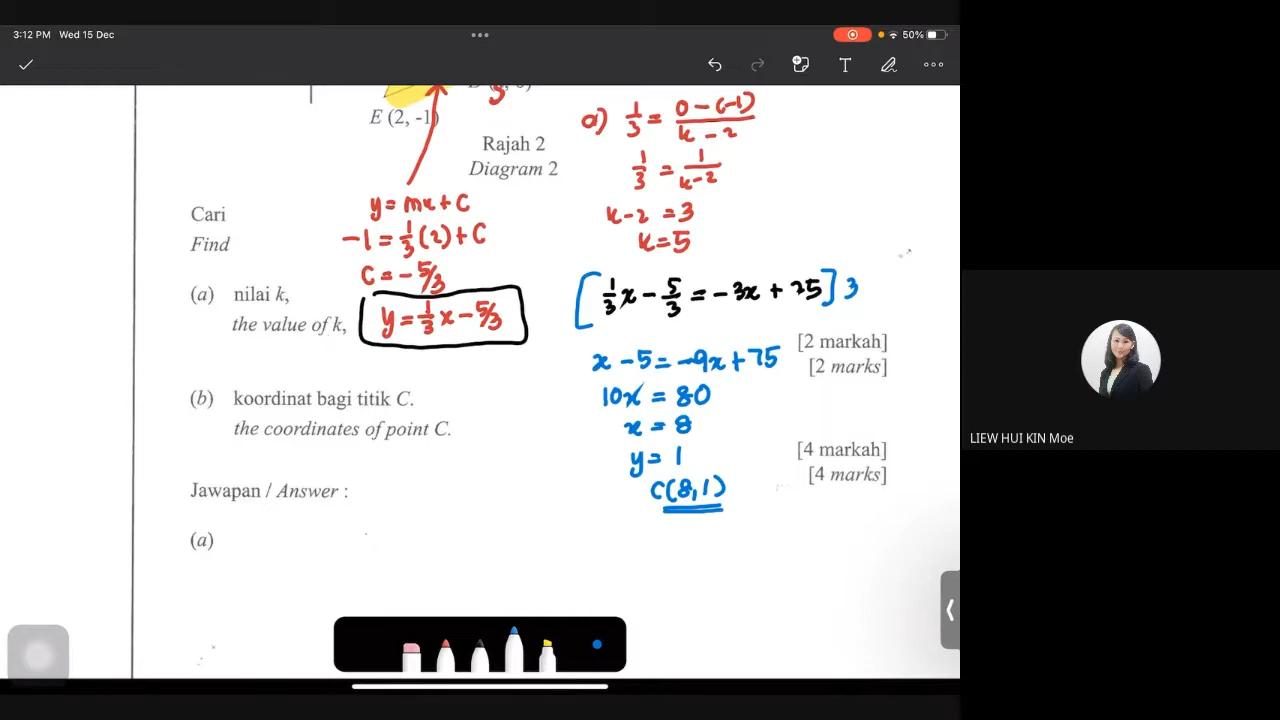 3:12 PM Wed 15 Dec
50%
E (2, -1)
Rajah 2
Diagram 2
a) 1/3 = 0 - (-1) / k - 2
1/3 = 1 / k - 2
k - 2 = 3
k = 5
y = mx + C
-1 = 1/3 (2) + C
C = - 5/3
y = 1/3 x - 5/3
Cari
Find
(a) nilai k,
the value of k,
[2 markah]
[2 marks]
(b) koordinat bagi titik C.
the coordinates of point C.
[4 markah]
[4 marks]
[ 1/3 x - 5/3 = - 3x + 25 ] 3
x - 5 = -9x + 75
10x = 80
x = 8
y = 1
C(8, 1)
Jawapan / Answer :
(a)
LIEW HUI KIN Moe